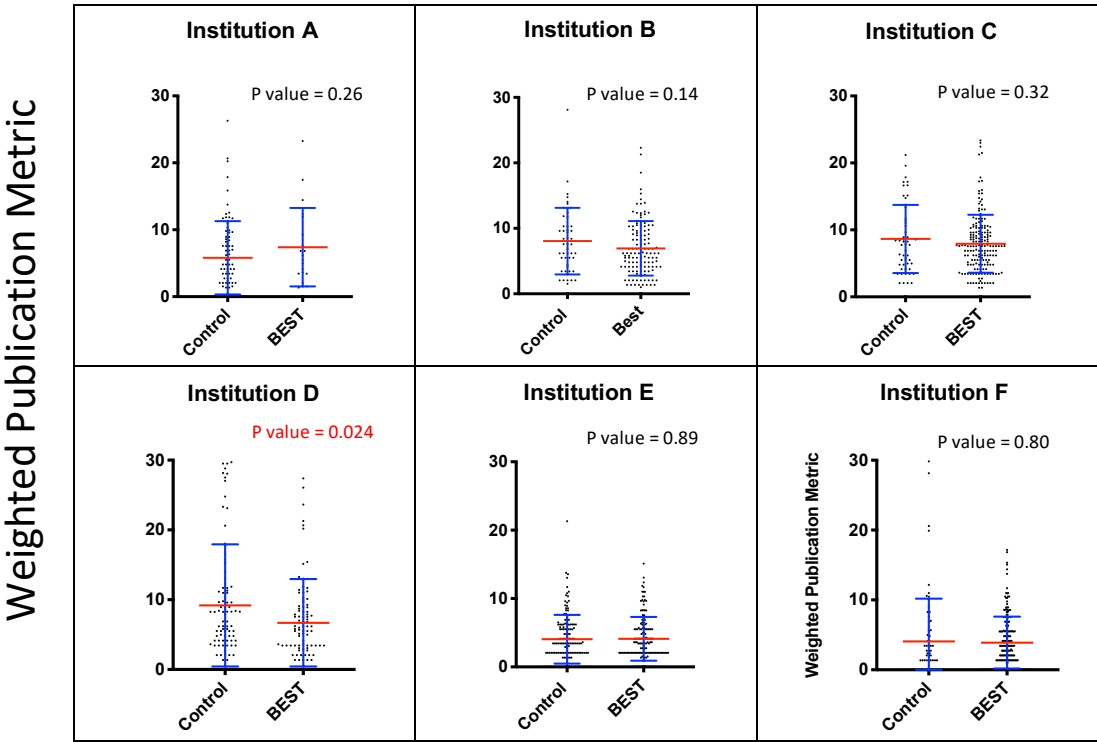 Weighted Publication Metric
Institution A
P value = 0.26
30
20
10
0
Control
BEST
Institution B
P value = 0.14
30
20
10
0
Control
Best
Institution C
P value = 0.32
30
20
10
0
Control
BEST
Institution D
P value = 0.024
30
20
10
0
Control
BEST
Institution E
P value = 0.89
30
20
10
0
Control
BEST
Institution F
P value = 0.80
Weighted Publication Metric
30
20
10
0
Control
BEST